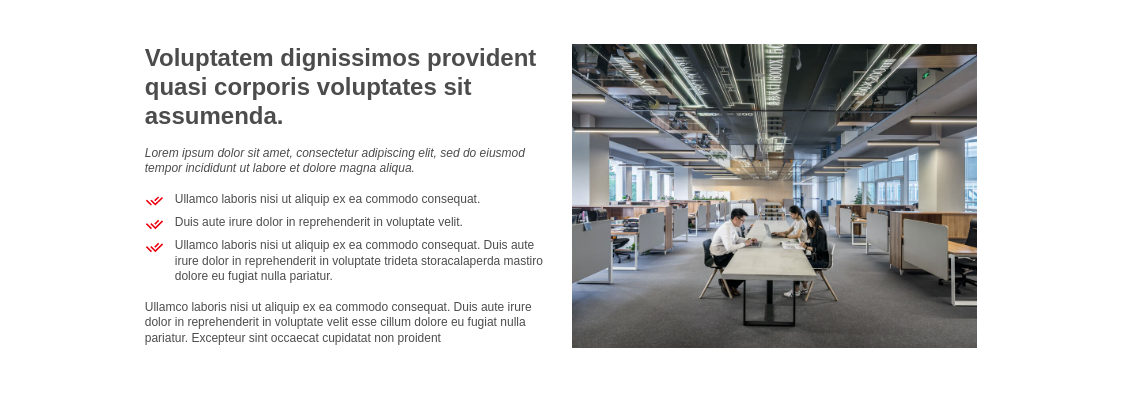 Voluptatem dignissimos provident
quasi corporis voluptates sit
assumenda.
Lorem ipsum dolor sit amet, consectetur adipiscing elit, sed do eiusmod
tempor incididunt ut labore et dolore magna aliqua.
Ullamco laboris nisi ut aliquip ex ea commodo consequat.
Duis aute irure dolor in reprehenderit in voluptate velit.
Ullamco laboris nisi ut aliquip ex ea commodo consequat. Duis aute
irure dolor in reprehenderit in voluptate trideta storacalaperda mastiro
dolore eu fugiat nulla pariatur.
Ullamco laboris nisi ut aliquip ex ea commodo consequat. Duis aute irure
dolor in reprehenderit in voluptate velit esse cillum dolore eu fugiat nulla
pariatur. Excepteur sint occaecat cupidatat non proident